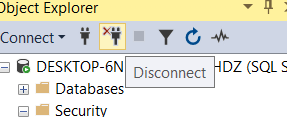 Object Explorer
Connect
DESKTOP-6N HDZ (SQL S
Disconnect
Databases
Security